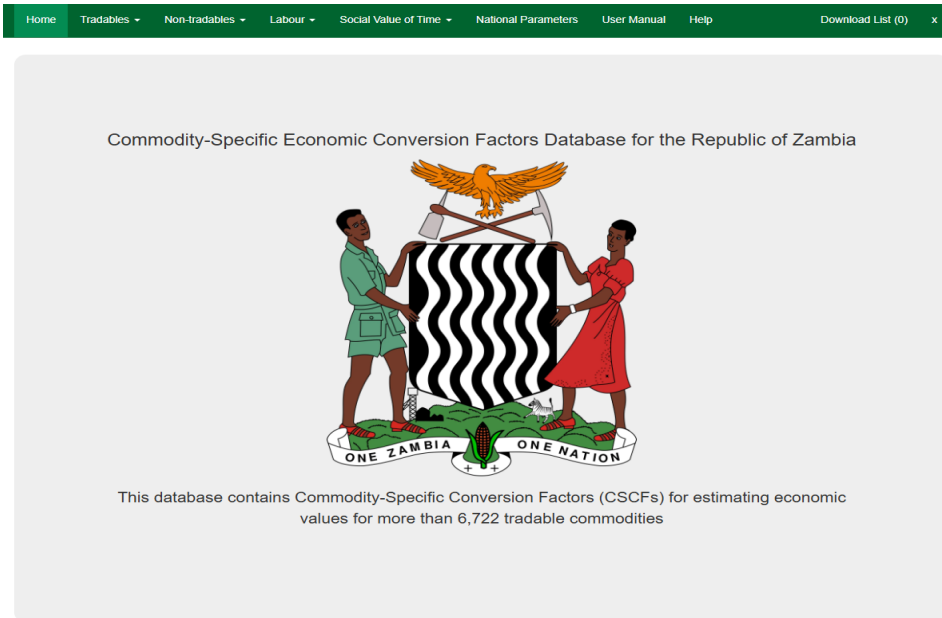 Home Tradables Non-tradables Labour Social Value of Time National Parameters User Manual Help Download List (0) x
Commodity-Specific Economic Conversion Factors Database for the Republic of Zambia
ONE ZAMBIA ONE NATION
This database contains Commodity-Specific Conversion Factors (CSCFs) for estimating economic
values for more than 6,722 tradable commodities